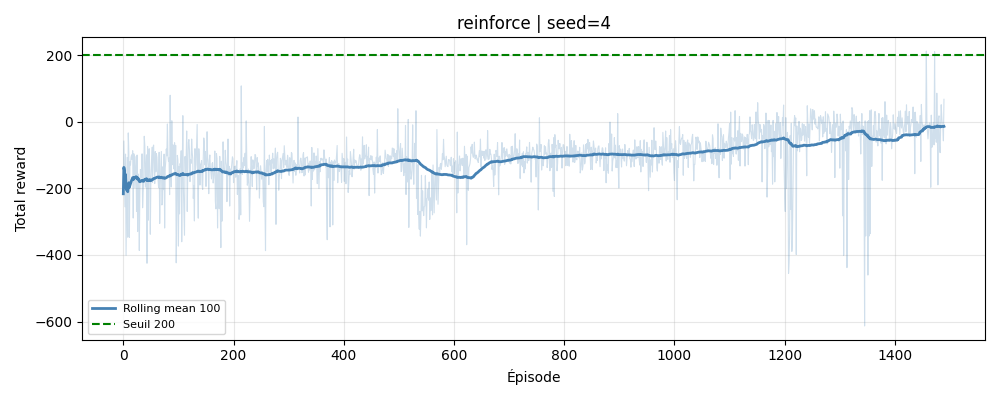 reinforce | seed=4
Total reward
200
0
−200
−400
−600
Rolling mean 100
Seuil 200
0 200 400 600 800 1000 1200 1400
Épisode